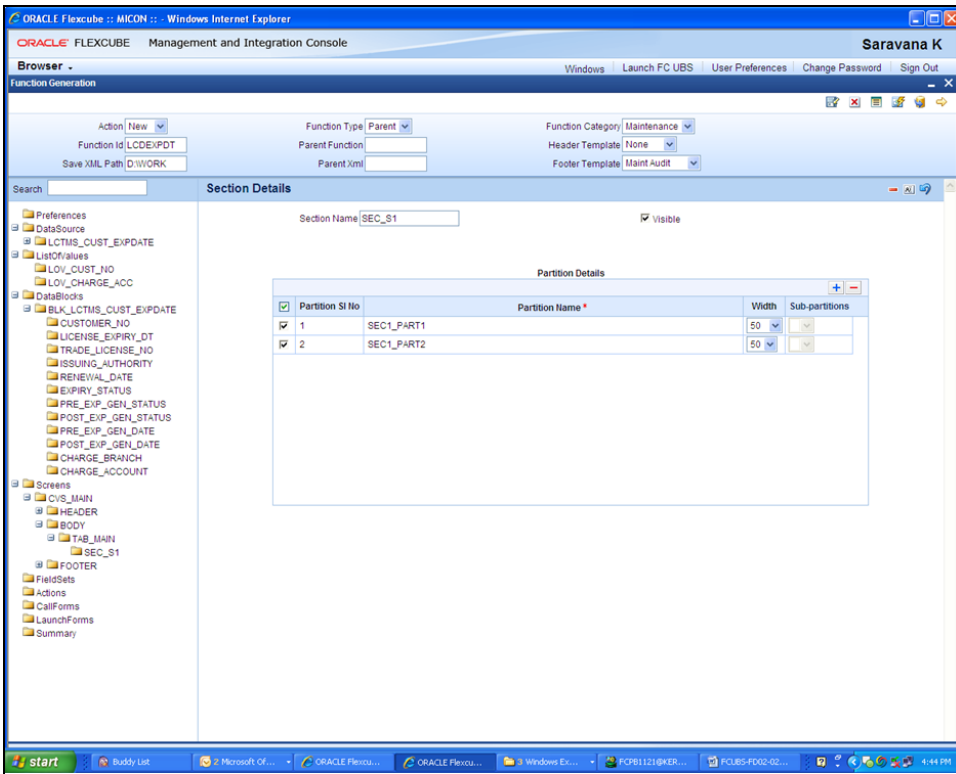 ORACLE Flexcube :: MICON :: - Windows Internet Explorer
ORACLE FLEXCUBE Management and Integration Console
Saravana K
Browser
Windows Launch FC UBS User Preferences Change Password Sign Out
Function Generation
Action New Function Type Parent Function Category Maintenance
Function Id LCDEXPDT Parent Function Header Template None
Save XML Path D:\WORK Parent Xml Footer Template Maint Audit
Search
Section Details
Preferences
DataSource
LCTMS_CUST_EXPDATE
ListOfValues
LOV_CUST_NO
LOV_CHARGE_ACC
DataBlocks
BLK_LCTMS_CUST_EXPDATE
CUSTOMER_NO
LICENSE_EXPIRY_DT
TRADE_LICENSE_NO
ISSUING_AUTHORITY
RENEWAL_DATE
EXPIRY_STATUS
PRE_EXP_GEN_STATUS
POST_EXP_GEN_STATUS
PRE_EXP_GEN_DATE
POST_EXP_GEN_DATE
CHARGE_BRANCH
CHARGE_ACCOUNT
Screens
CVS_MAIN
HEADER
BODY
TAB_MAIN
SEC_S1
FOOTER
FieldSets
Actions
CallForms
LaunchForms
Summary
Section Name SEC_S1 Visible
Partition Details
Partition Sl No Partition Name * Width Sub-partitions
1 SEC1_PART1 50
2 SEC1_PART2 50
start Buddy List 2 Microsoft Of... ORACLE Flexcu... ORACLE Flexcu... 3 Windows Ex... FCPB1121@KER... FCUBS-FD02-02... 4:44 PM